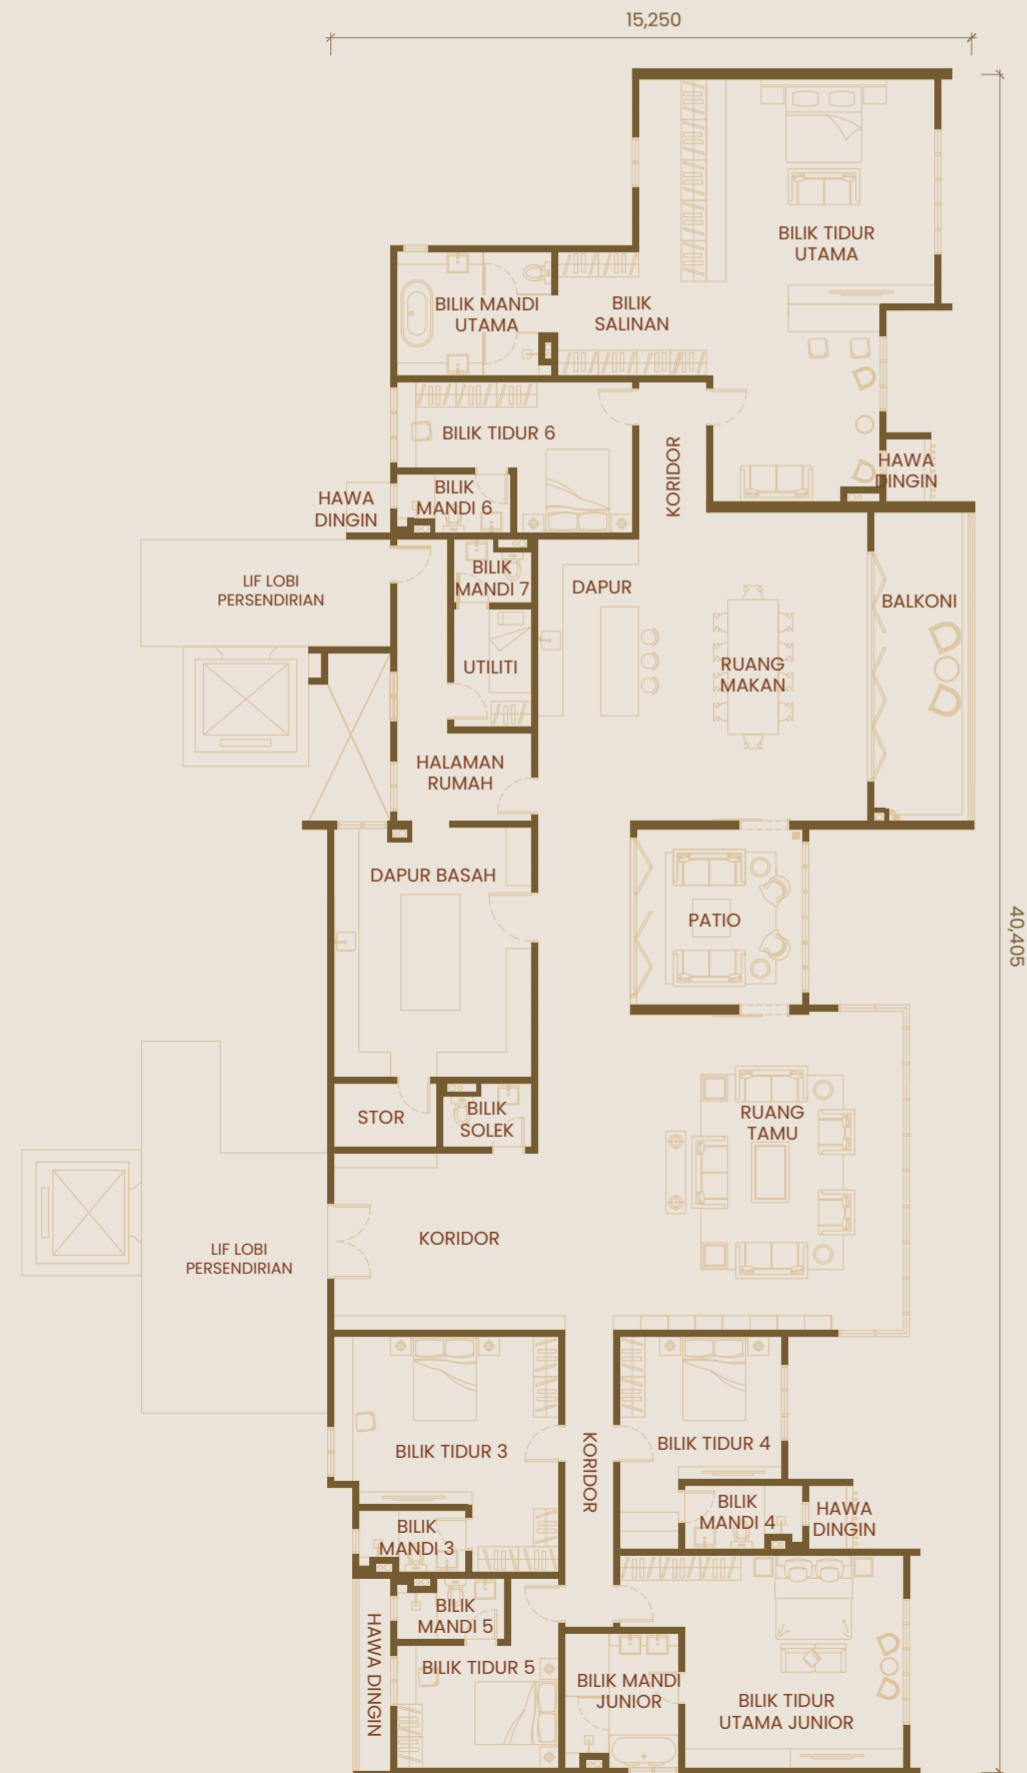 15,250
BILIK TIDUR
UTAMA
BILIK MANDI
UTAMA
BILIK
SALINAN
BILIK TIDUR 6
KORIDOR
HAWA
DINGIN
BILIK
MANDI 6
HAWA
DINGIN
LIF LOBI
PERSENDIRIAN
BILIK
MANDI 7
DAPUR
BALKONI
UTILITI
RUANG
MAKAN
HALAMAN
RUMAH
DAPUR BASAH
PATIO
40,405
STOR
BILIK
SOLEK
RUANG
TAMU
KORIDOR
LIF LOBI
PERSENDIRIAN
BILIK TIDUR 3
KORIDOR
BILIK TIDUR 4
BILIK
MANDI 4
HAWA
DINGIN
BILIK
MANDI 3
BILIK
MANDI 5
HAWA DINGIN
BILIK TIDUR 5
BILIK MANDI
JUNIOR
BILIK TIDUR
UTAMA JUNIOR